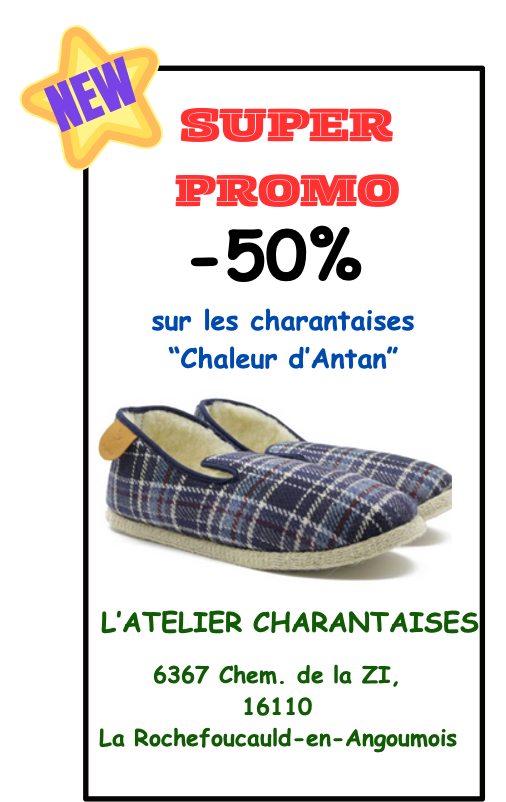 NEW
SUPER
PROMO
-50%
sur les charantaises
“Chaleur d’Antan”
L’ATELIER CHARANTAISES
6367 Chem. de la ZI,
16110
La Rochefoucauld-en-Angoumois